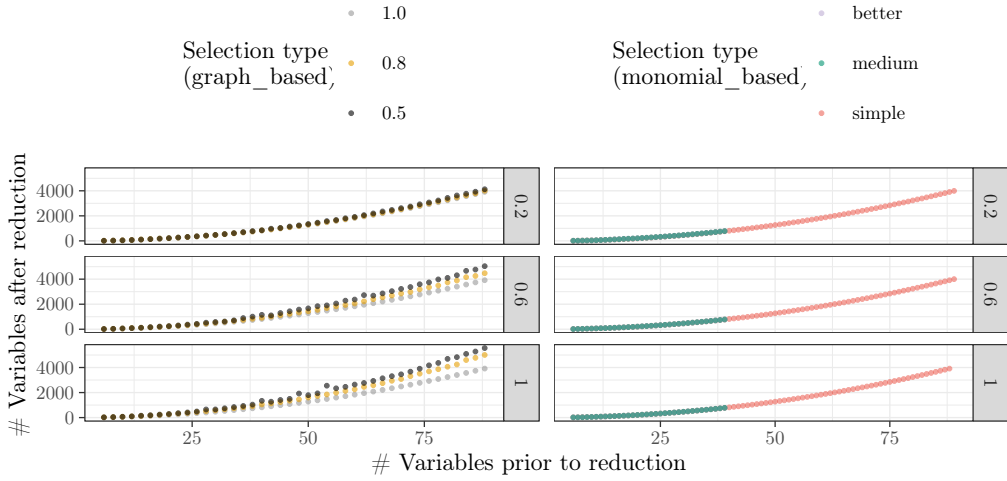 Selection type
(graph_based)
1.0
0.8
0.5
Selection type
(monomial_based)
better
medium
simple
# Variables after reduction
4000
2000
0
0.2
0.2
4000
2000
0
0.6
0.6
4000
2000
0
1
1
25
50
75
25
50
75
# Variables prior to reduction